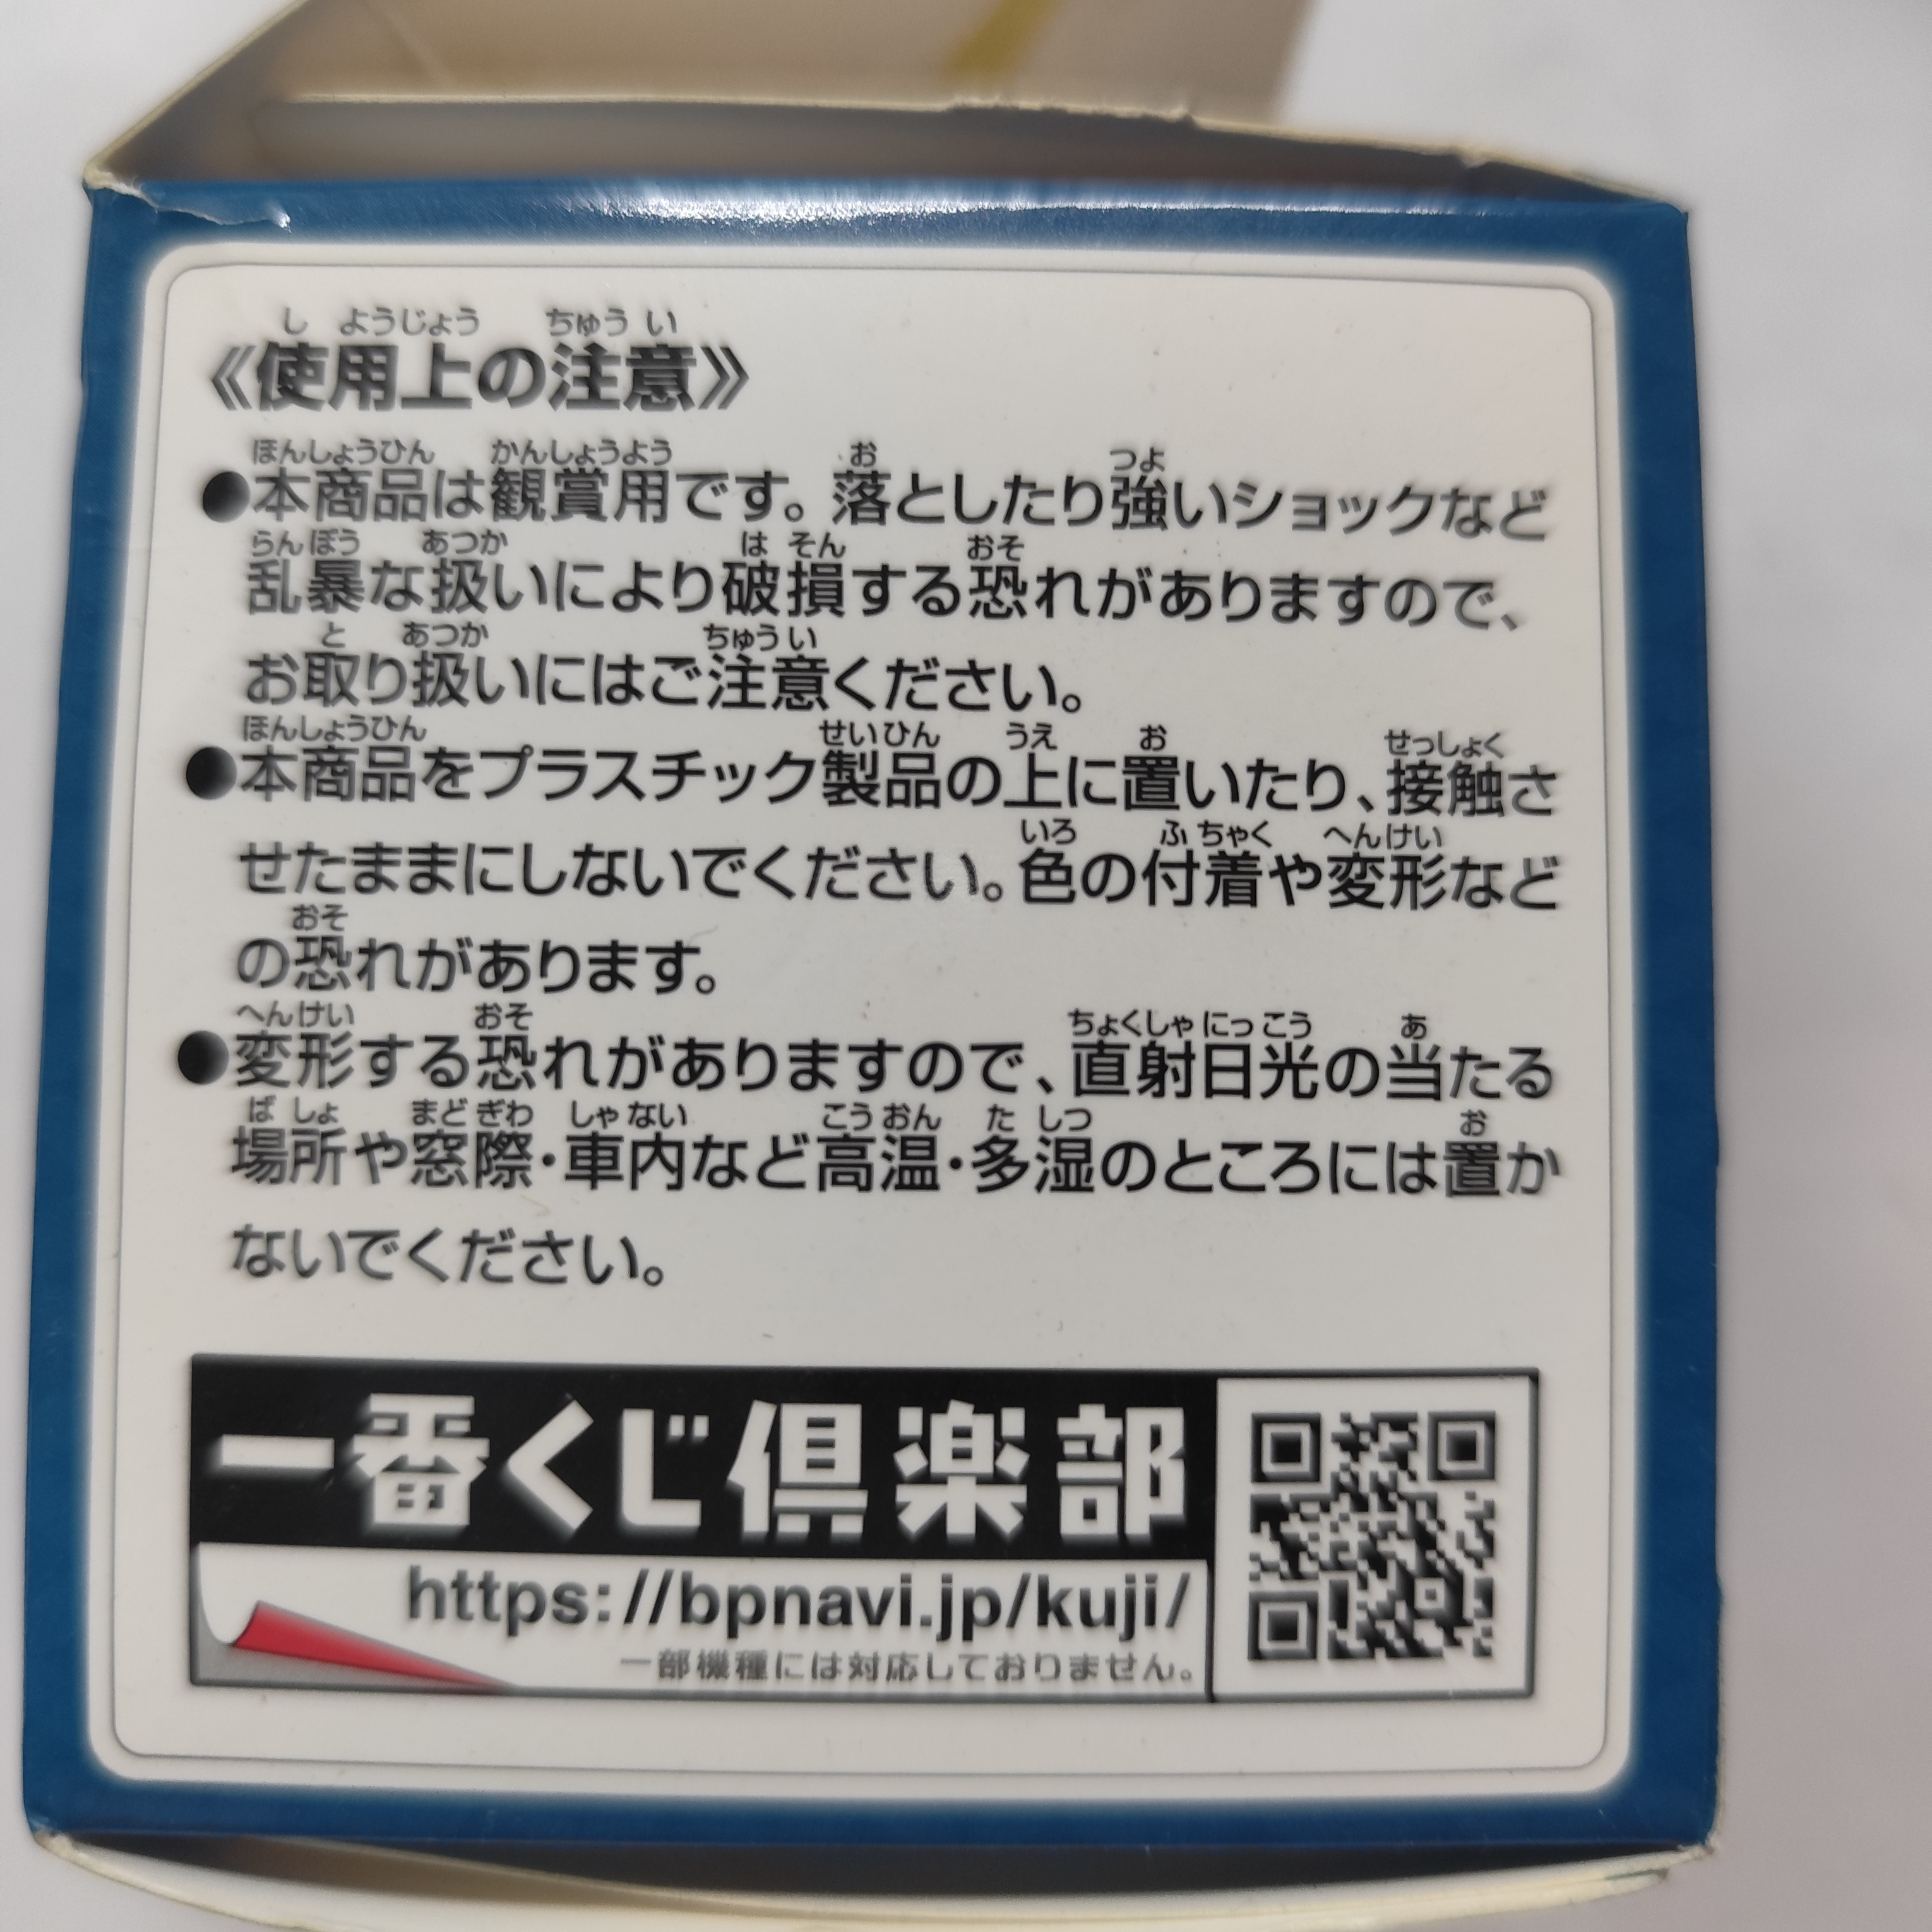 《使用上の注意》
●本商品は観賞用です。落としたり強いショックなど
乱暴な扱いにより破損する恐れがありますので、
お取り扱いにはご注意ください。
●本商品をプラスチック製品の上に置いたり、接触さ
せたままにしないでください。色の付着や変形など
の恐れがあります。
●変形する恐れがありますので、直射日光の当たる
場所や窓際・車内など高温・多湿のところには置か
ないでください。
一番くじ倶楽部
https://bpnavi.jp/kuji/
一部機種には対応しておりません。